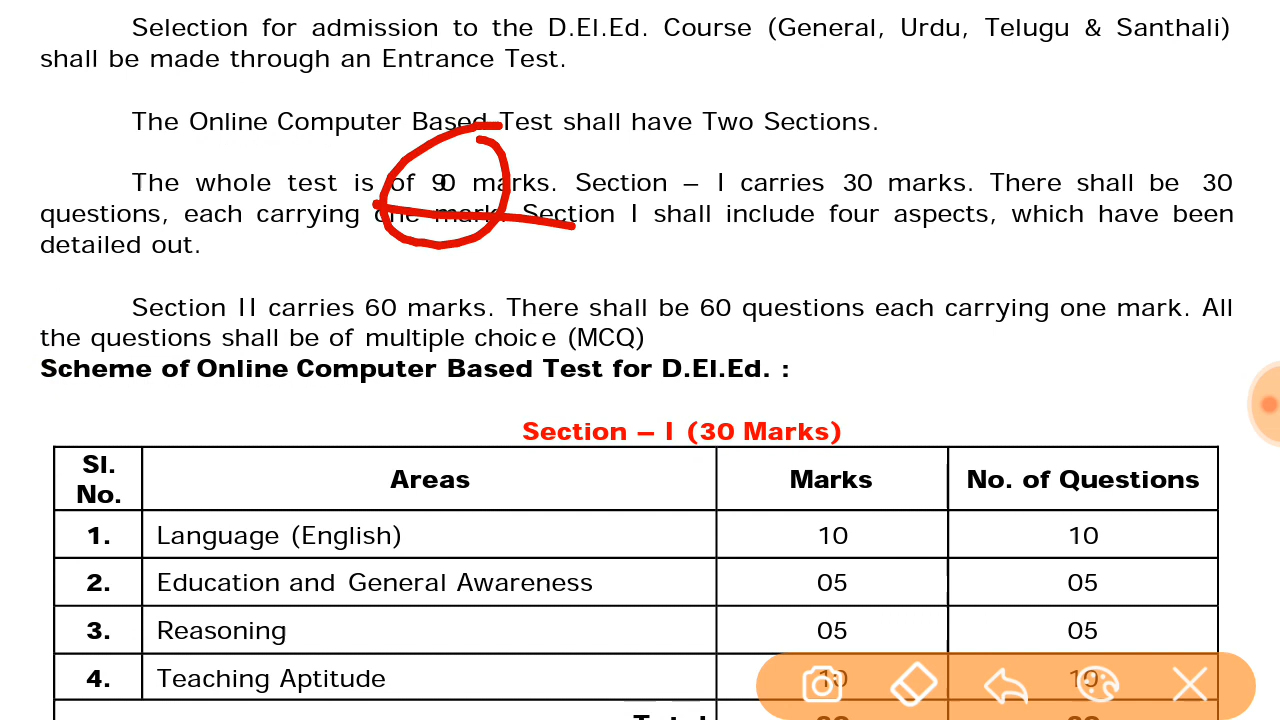 Selection for admission to the D.El.Ed. Course (General, Urdu, Telugu & Santhali)
shall be made through an Entrance Test.
The Online Computer Based Test shall have Two Sections.
The whole test is of 90 marks. Section – I carries 30 marks. There shall be 30
questions, each carrying one mark. Section I shall include four aspects, which have been
detailed out.
Section II carries 60 marks. There shall be 60 questions each carrying one mark. All
the questions shall be of multiple choice (MCQ)
Scheme of Online Computer Based Test for D.El.Ed. :
Section – I (30 Marks)
Sl. No. Areas Marks No. of Questions
1. Language (English) 10 10
2. Education and General Awareness 05 05
3. Reasoning 05 05
4. Teaching Aptitude 10 10